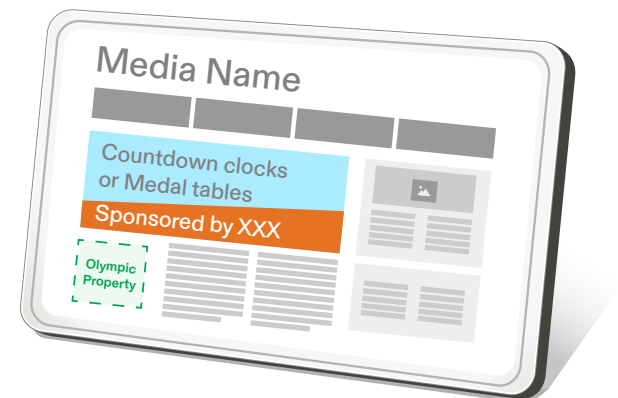 Media Name
Countdown clocks
or Medal tables
Sponsored by XXX
Olympic
Property